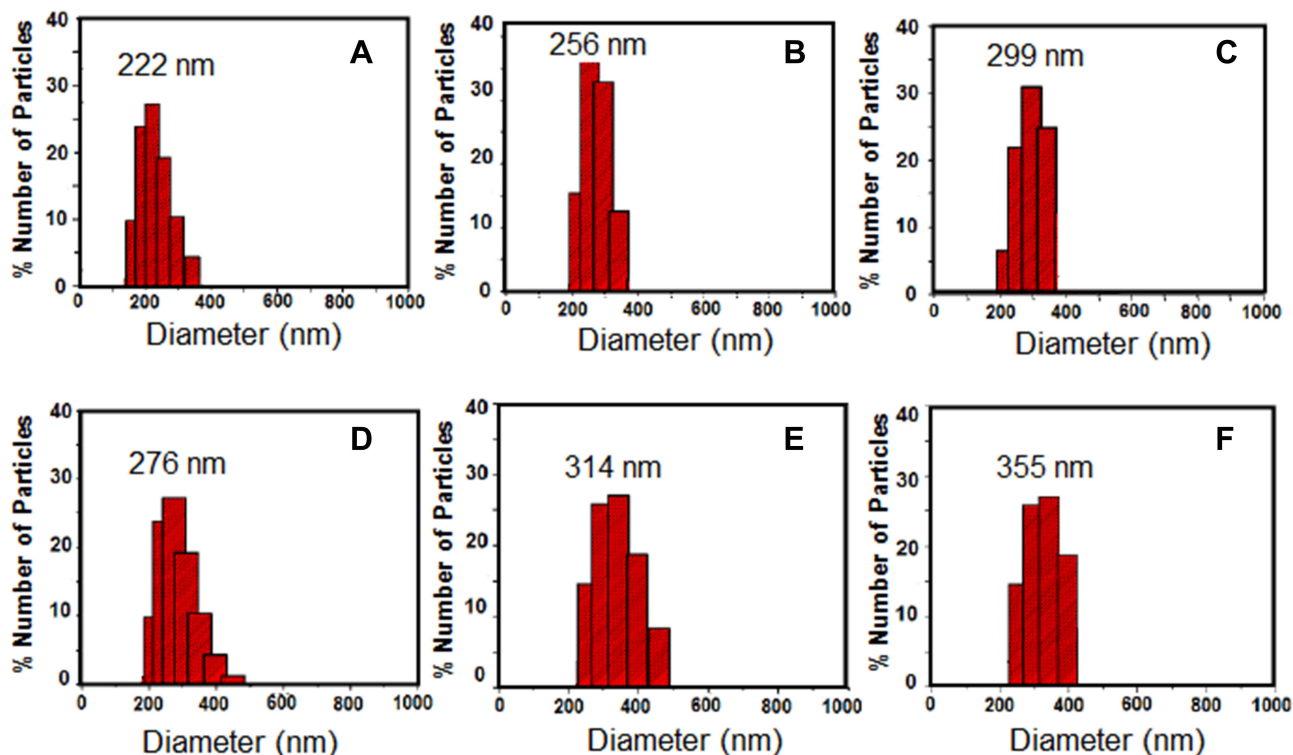 A
222 nm
% Number of Particles
40
30
20
10
0
0 200 400 600 800 1000
Diameter (nm)
B
256 nm
% Number of Particles
40
30
20
10
0
0 200 400 600 800 1000
Diameter (nm)
C
299 nm
% Number of Particles
40
30
20
10
0
0 200 400 600 800 1000
Diameter (nm)
D
276 nm
% Number of Particles
40
30
20
10
0
0 200 400 600 800 1000
Diameter (nm)
E
314 nm
% Number of Particles
40
30
20
10
0
0 200 400 600 800 1000
Diameter (nm)
F
355 nm
% Number of Particles
40
30
20
10
0
0 200 400 600 800 1000
Diameter (nm)